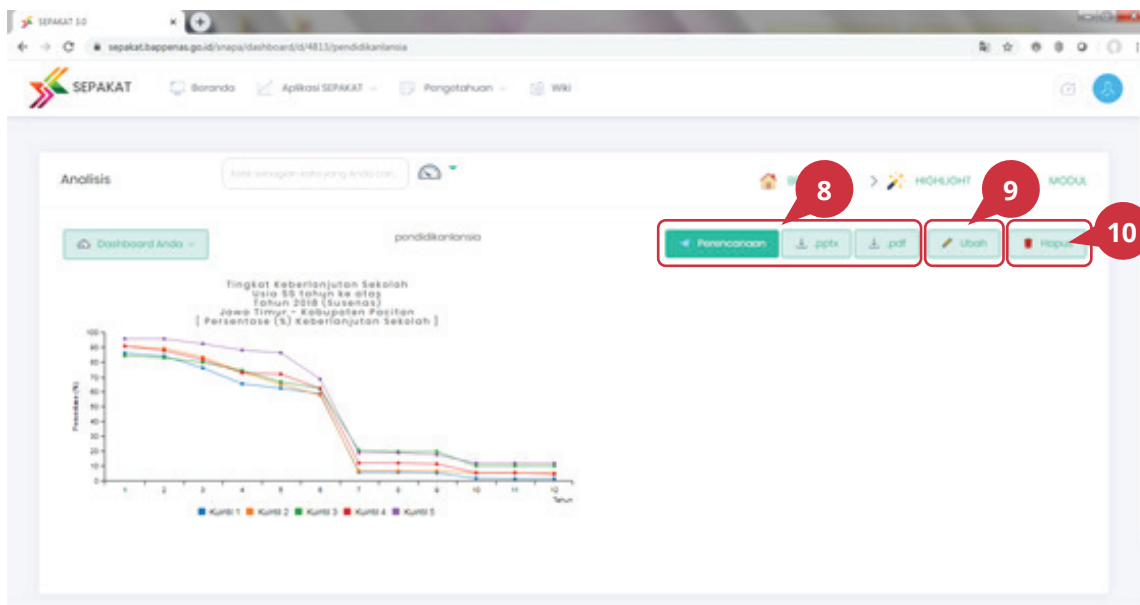 SEPAKAT 3.0
sepakat.bappenas.go.id/snapa/dashboard/d/4813/pendidikanlansia
SEPAKAT Beranda Aplikasi SEPAKAT Pengetahuan Wiki
Analisis
8
HIGHLIGHT
9
MODUL
Dashboard Anda
pendidikanlansia
Perencanaan
.pptx
.pdf
Ubah
Hapus
10
Tingkat Keberlanjutan Sekolah
Usia 55 tahun ke atas
Tahun 2018 (Susenas)
Jawa Timur - Kabupaten Pacitan
[ Persentase (%) Keberlanjutan Sekolah ]
Persentase (%)
100
90
80
70
60
50
40
30
20
10
0
1 2 3 4 5 6 7 8 9 10 11 12
Tahun
Kuintil 1 Kuintil 2 Kuintil 3 Kuintil 4 Kuintil 5